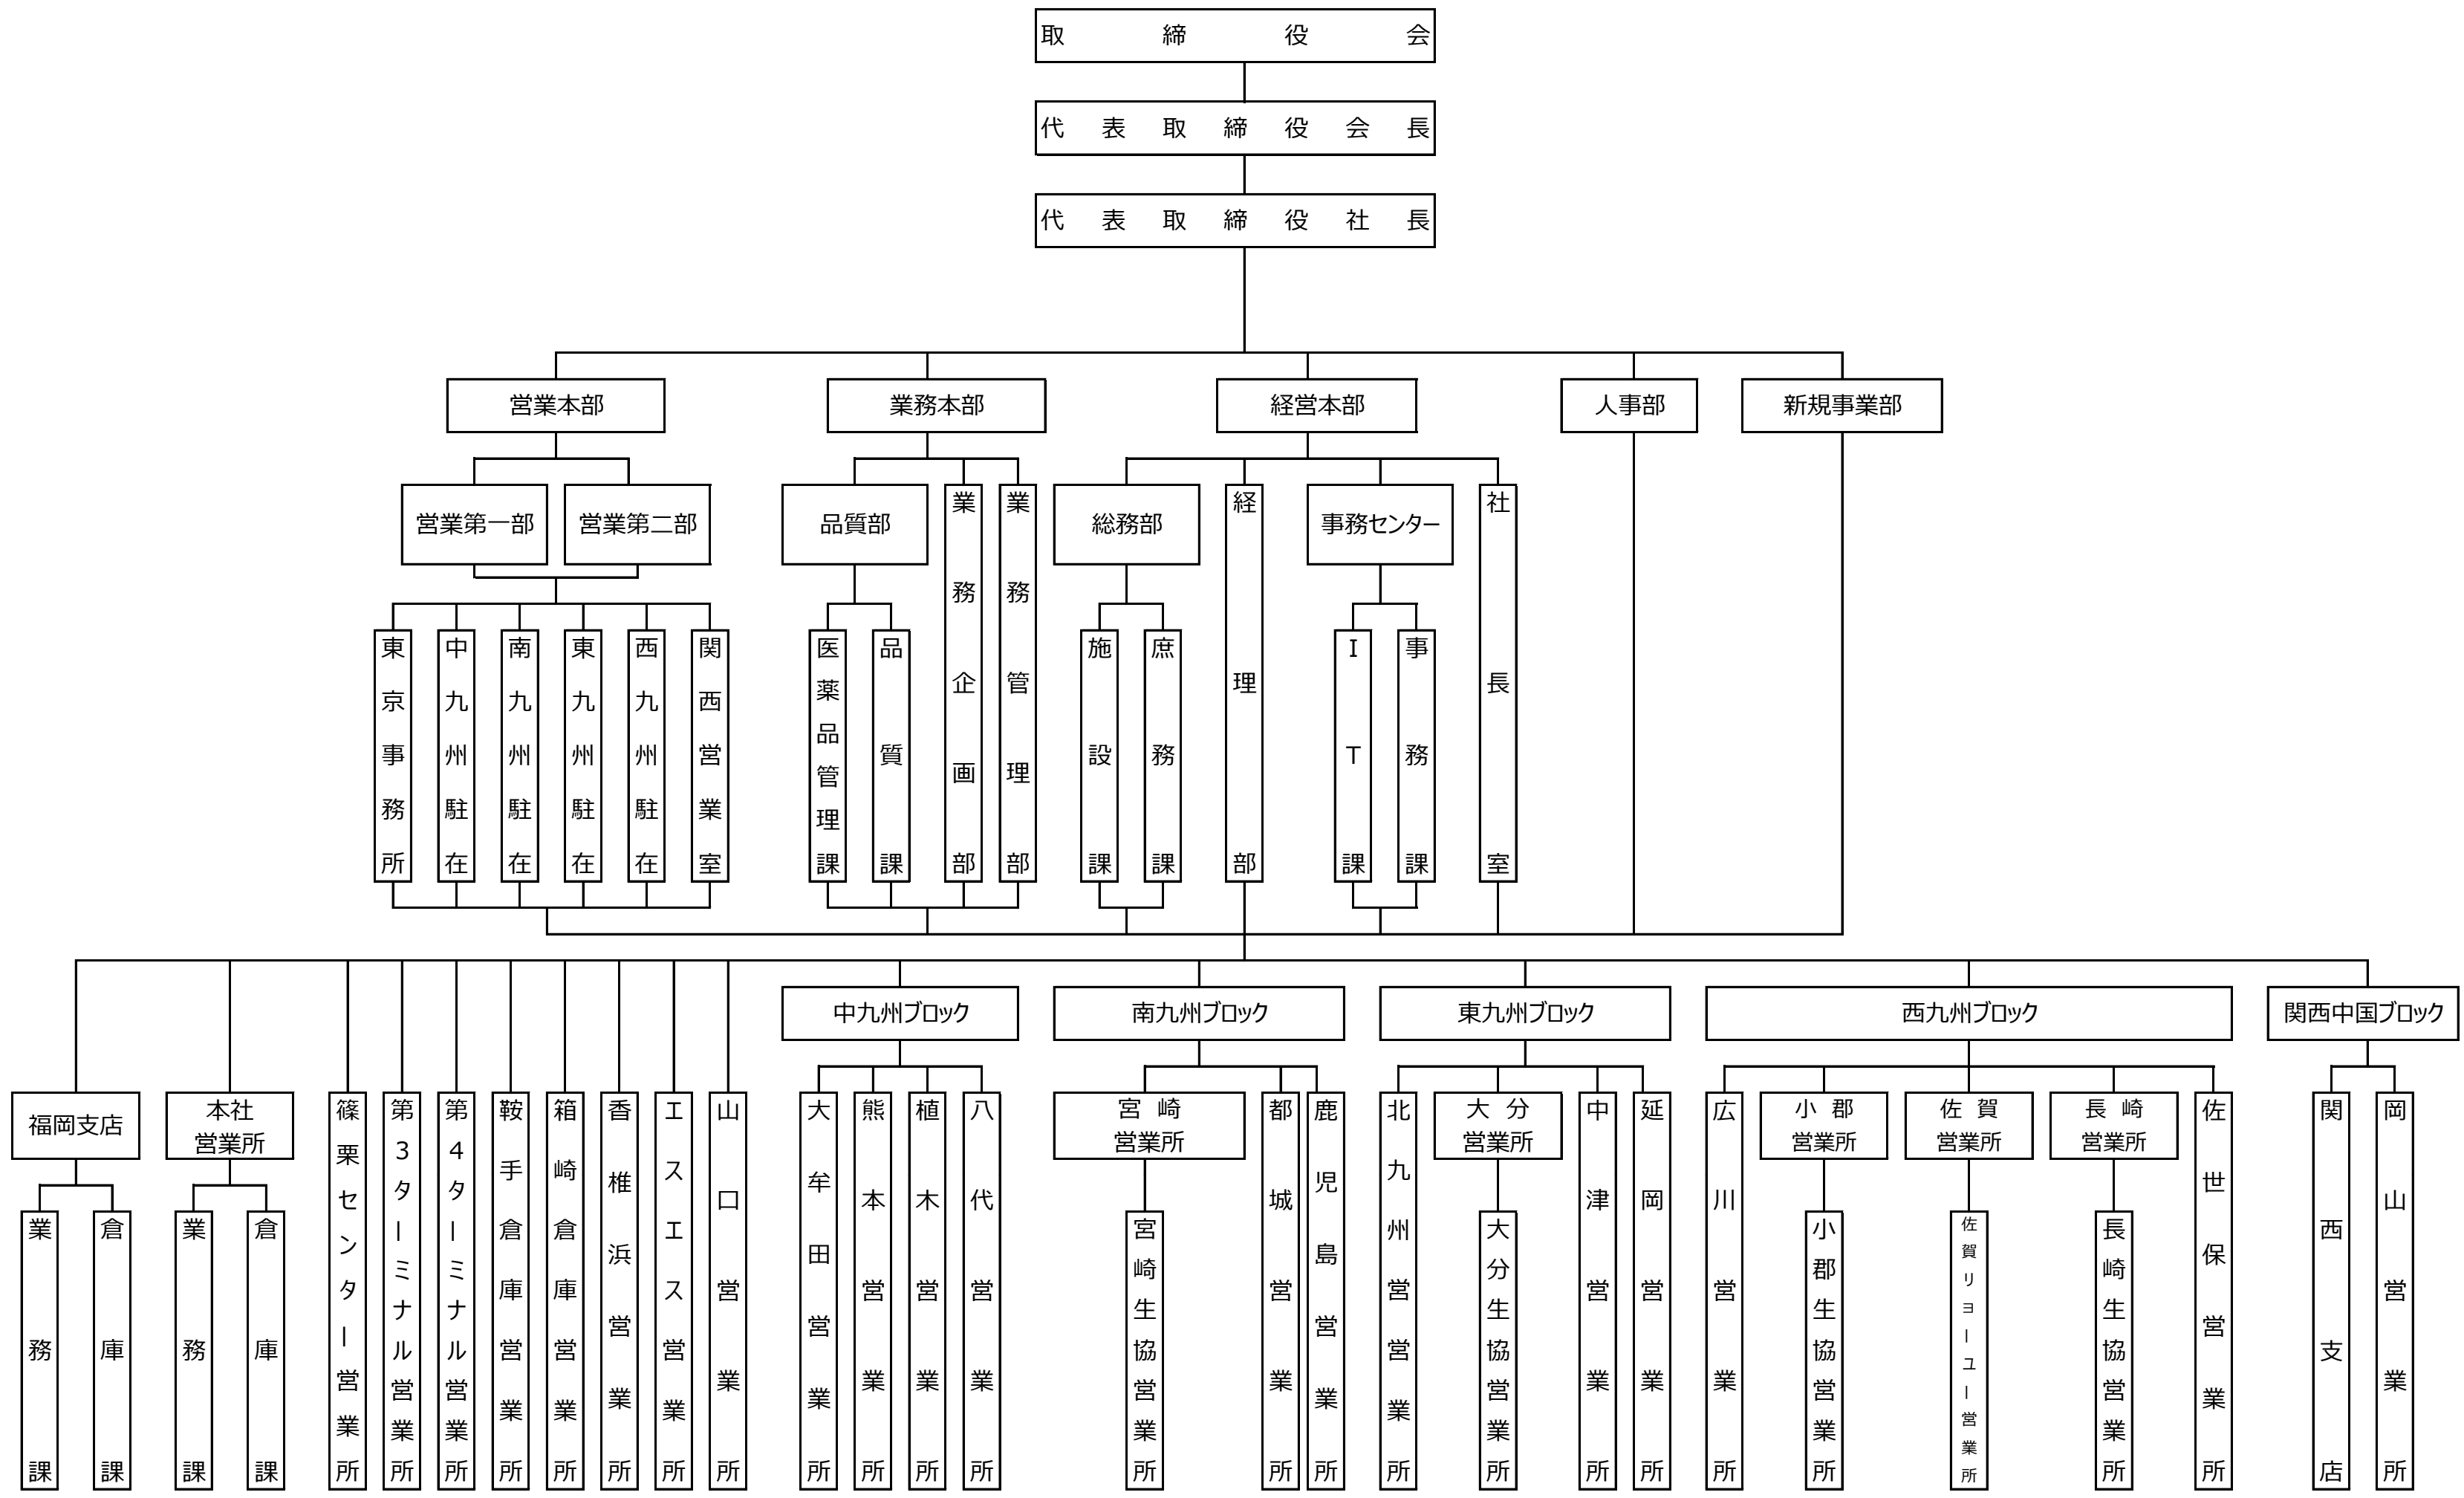 取締役会
代表取締役会長
代表取締役社長
営業本部
業務本部
経営本部
人事部
新規事業部
営業第一部
営業第二部
品質部
業務企画部
業務管理部
総務部
経理部
事務センター
社長室
東京事務所
中九州駐在
南九州駐在
東九州駐在
西九州駐在
関西営業室
医薬品管理課
品質課
施設課
庶務課
IT課
事務課
中九州ブロック
南九州ブロック
東九州ブロック
西九州ブロック
関西中国ブロック
福岡支店
本社
営業所
篠栗センター営業所
第3ターミナル営業所
第4ターミナル営業所
鞍手倉庫営業所
箱崎倉庫営業所
香椎浜営業所
エスエス営業所
山口営業所
大牟田営業所
熊本営業所
植木営業所
八代営業所
宮崎
営業所
都城営業所
鹿児島営業所
北九州営業所
大分
営業所
中津営業所
延岡営業所
広川営業所
小郡
営業所
佐賀
営業所
長崎
営業所
佐世保営業所
関西支店
岡山営業所
業務課
倉庫課
業務課
倉庫課
宮崎生協営業所
大分生協営業所
小郡生協営業所
佐賀リョーユー営業所
長崎生協営業所